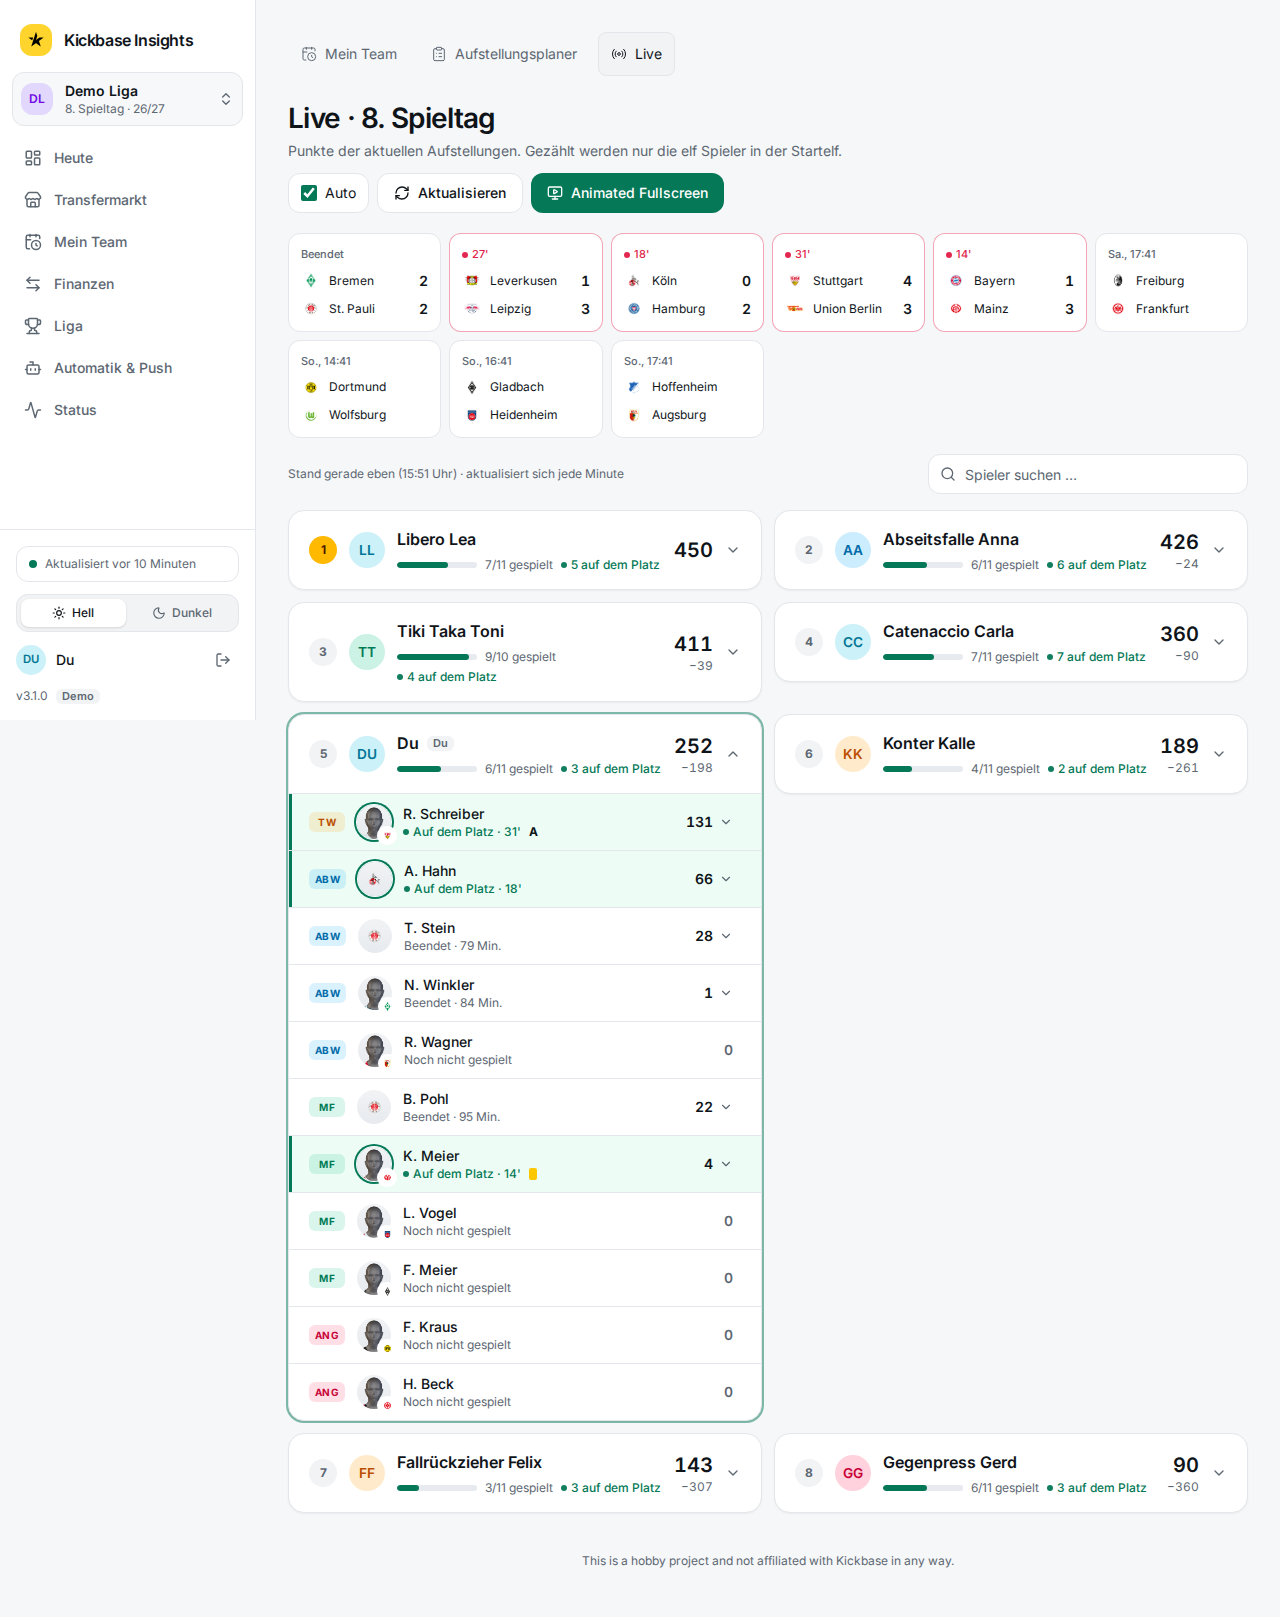 Kickbase Insights
DL
Demo Liga
8. Spieltag · 26/27
Heute
Transfermarkt
Mein Team
Finanzen
Liga
Automatik & Push
Status
Aktualisiert vor 10 Minuten
Hell
Dunkel
DU
Du
v3.1.0
Demo
Mein Team
Aufstellungsplaner
Live
Live · 8. Spieltag
Punkte der aktuellen Aufstellungen. Gezählt werden nur die elf Spieler in der Startelf.
Auto
Aktualisieren
Animated Fullscreen
Beendet
Bremen 2
St. Pauli 2
27'
Leverkusen 1
Leipzig 3
18'
Köln 0
Hamburg 2
31'
Stuttgart 4
Union Berlin 3
14'
Bayern 1
Mainz 3
Sa., 17:41
Freiburg
Frankfurt
So., 14:41
Dortmund
Wolfsburg
So., 16:41
Gladbach
Heidenheim
So., 17:41
Hoffenheim
Augsburg
Stand gerade eben (15:51 Uhr) · aktualisiert sich jede Minute
Spieler suchen ...
1 LL Libero Lea 450
7/11 gespielt 5 auf dem Platz
2 AA Abseitsfalle Anna 426
6/11 gespielt 6 auf dem Platz −24
3 TT Tiki Taka Toni 411
9/10 gespielt −39
4 auf dem Platz
4 CC Catenaccio Carla 360
7/11 gespielt 7 auf dem Platz −90
5 DU Du Du 252
6/11 gespielt 3 auf dem Platz −198
6 KK Konter Kalle 189
4/11 gespielt 2 auf dem Platz −261
TW R. Schreiber 131
Auf dem Platz · 31' A
ABW A. Hahn 66
Auf dem Platz · 18'
ABW T. Stein 28
Beendet · 79 Min.
ABW N. Winkler 1
Beendet · 84 Min.
ABW R. Wagner 0
Noch nicht gespielt
MF B. Pohl 22
Beendet · 95 Min.
MF K. Meier 4
Auf dem Platz · 14'
MF L. Vogel 0
Noch nicht gespielt
MF F. Meier 0
Noch nicht gespielt
ANG F. Kraus 0
Noch nicht gespielt
ANG H. Beck 0
Noch nicht gespielt
7 FF Fallrückzieher Felix 143
3/11 gespielt 3 auf dem Platz −307
8 GG Gegenpress Gerd 90
6/11 gespielt 3 auf dem Platz −360
This is a hobby project and not affiliated with Kickbase in any way.